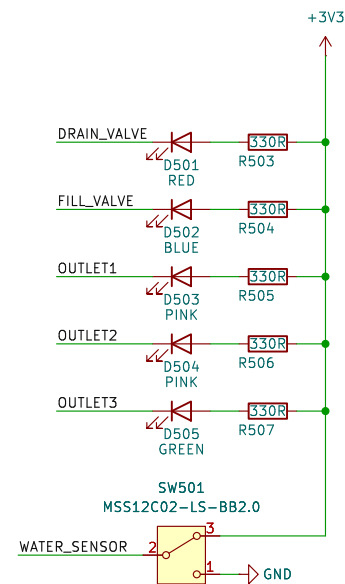 +3V3
DRAIN_VALVE
330R
D501
R503
RED
FILL_VALVE
330R
D502
R504
BLUE
OUTLET1
330R
D503
R505
PINK
OUTLET2
330R
D504
R506
PINK
OUTLET3
330R
D505
R507
GREEN
SW501
MSS12C02-LS-BB2.0
3
WATER_SENSOR
2
1
GND